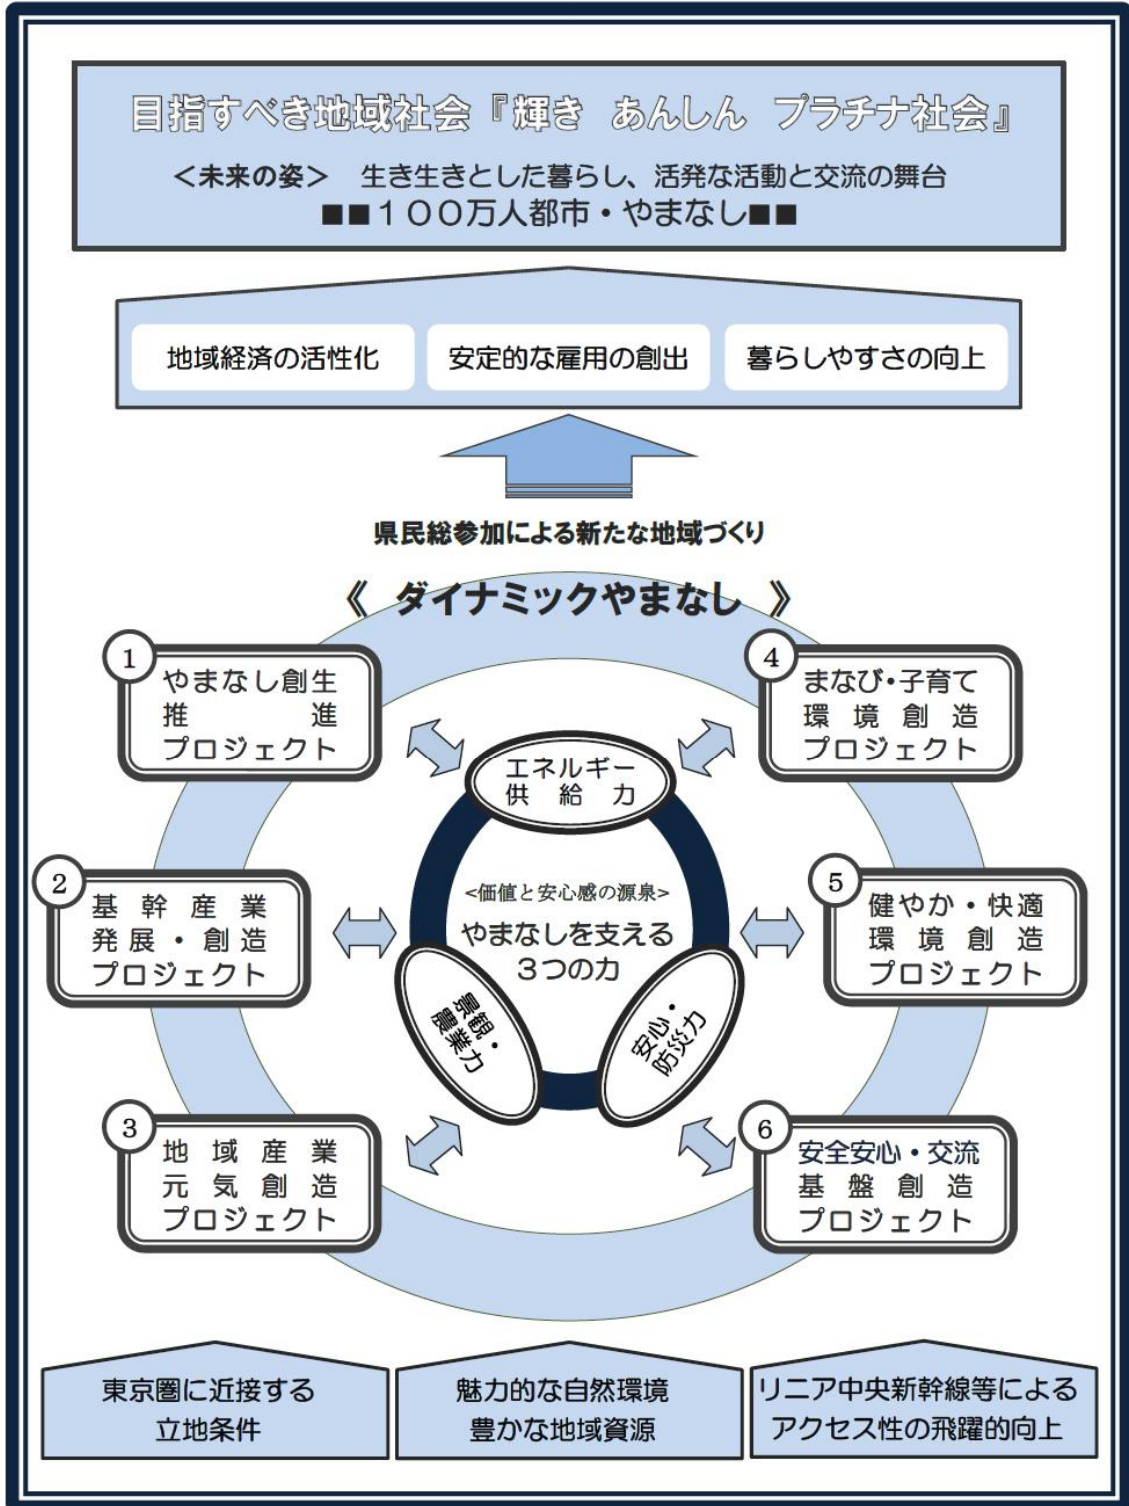 目指すべき地域社会『輝き あんしん プラチナ社会』
＜未来の姿＞ 生き生きとした暮らし、活発な活動と交流の舞台
■■１００万人都市・やまなし■■
地域経済の活性化
安定的な雇用の創出
暮らしやすさの向上
県民総参加による新たな地域づくり
《 ダイナミックやまなし 》
1
やまなし創生
推進
プロジェクト
2
基幹産業
発展・創造
プロジェクト
3
地域産業
元気創造
プロジェクト
エネルギー
供給力
<価値と安心感の源泉>
やまなしを支える
３つの力
景観・
農業力
安心・
防災力
4
まなび・子育て
環境創造
プロジェクト
5
健やか・快適
環境創造
プロジェクト
6
安全安心・交流
基盤創造
プロジェクト
東京圏に近接する
立地条件
魅力的な自然環境
豊かな地域資源
リニア中央新幹線等による
アクセス性の飛躍的向上